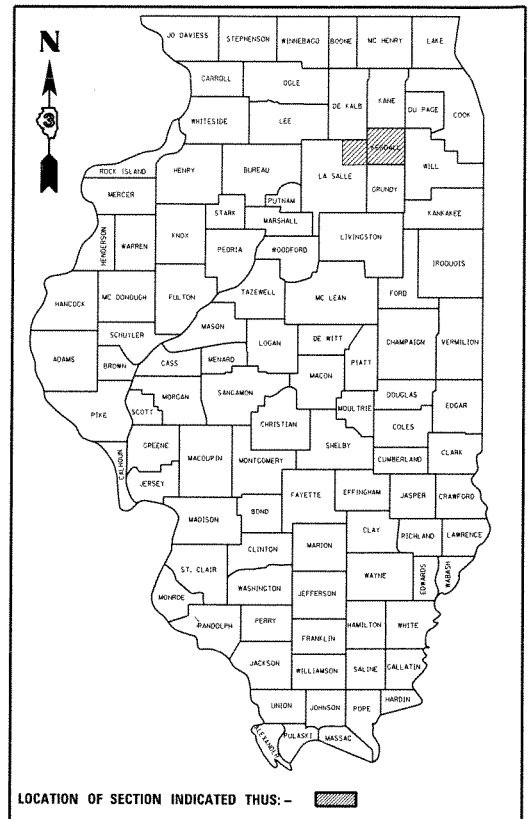 JO DAVIESS STEPHENSON WINNEBAGO BOONE MC HENRY LAKE
N
CARROLL OGLE
DE KALB KANE
DU PAGE COOK
3
WHITESIDE LEE
KENDALL WILL
ROCK ISLAND HENRY BUREAU LA SALLE
GRUNDY
MERCER PUTNAM
KANKAKEE
STARK
MARSHALL
HENDERSON WARREN KNOX LIVINGSTON
PEORIA WOODFORD IROQUOIS
TAZEWELL
HANCOCK MC DONOUGH FULTON MC LEAN FORD
MASON
SCHUYLER DE WITT CHAMPAIGN VERMILION
LOGAN
ADAMS BROWN CASS MENARD PIATT
MACON
MORGAN SANGAMON DOUGLAS
PIKE SCOTT MOULTRIE EDGAR
CHRISTIAN COLES
SHELBY
GREENE CUMBERLAND CLARK
CALHOUN MACOUPIN MONTGOMERY
JERSEY
FAYETTE EFFINGHAM JASPER CRAWFORD
BOND
MADISON CLAY
CLINTON MARION RICHLAND LAWRENCE
ST. CLAIR
WAYNE EDWARDS WABASH
WASHINGTON
MONROE JEFFERSON
PERRY
RANDOLPH HAMILTON WHITE
FRANKLIN
JACKSON
WILLIAMSON SALINE GALLATIN
HARDIN
UNION JOHNSON POPE
ALEXANDER PULASKI MASSAC
LOCATION OF SECTION INDICATED THUS: -